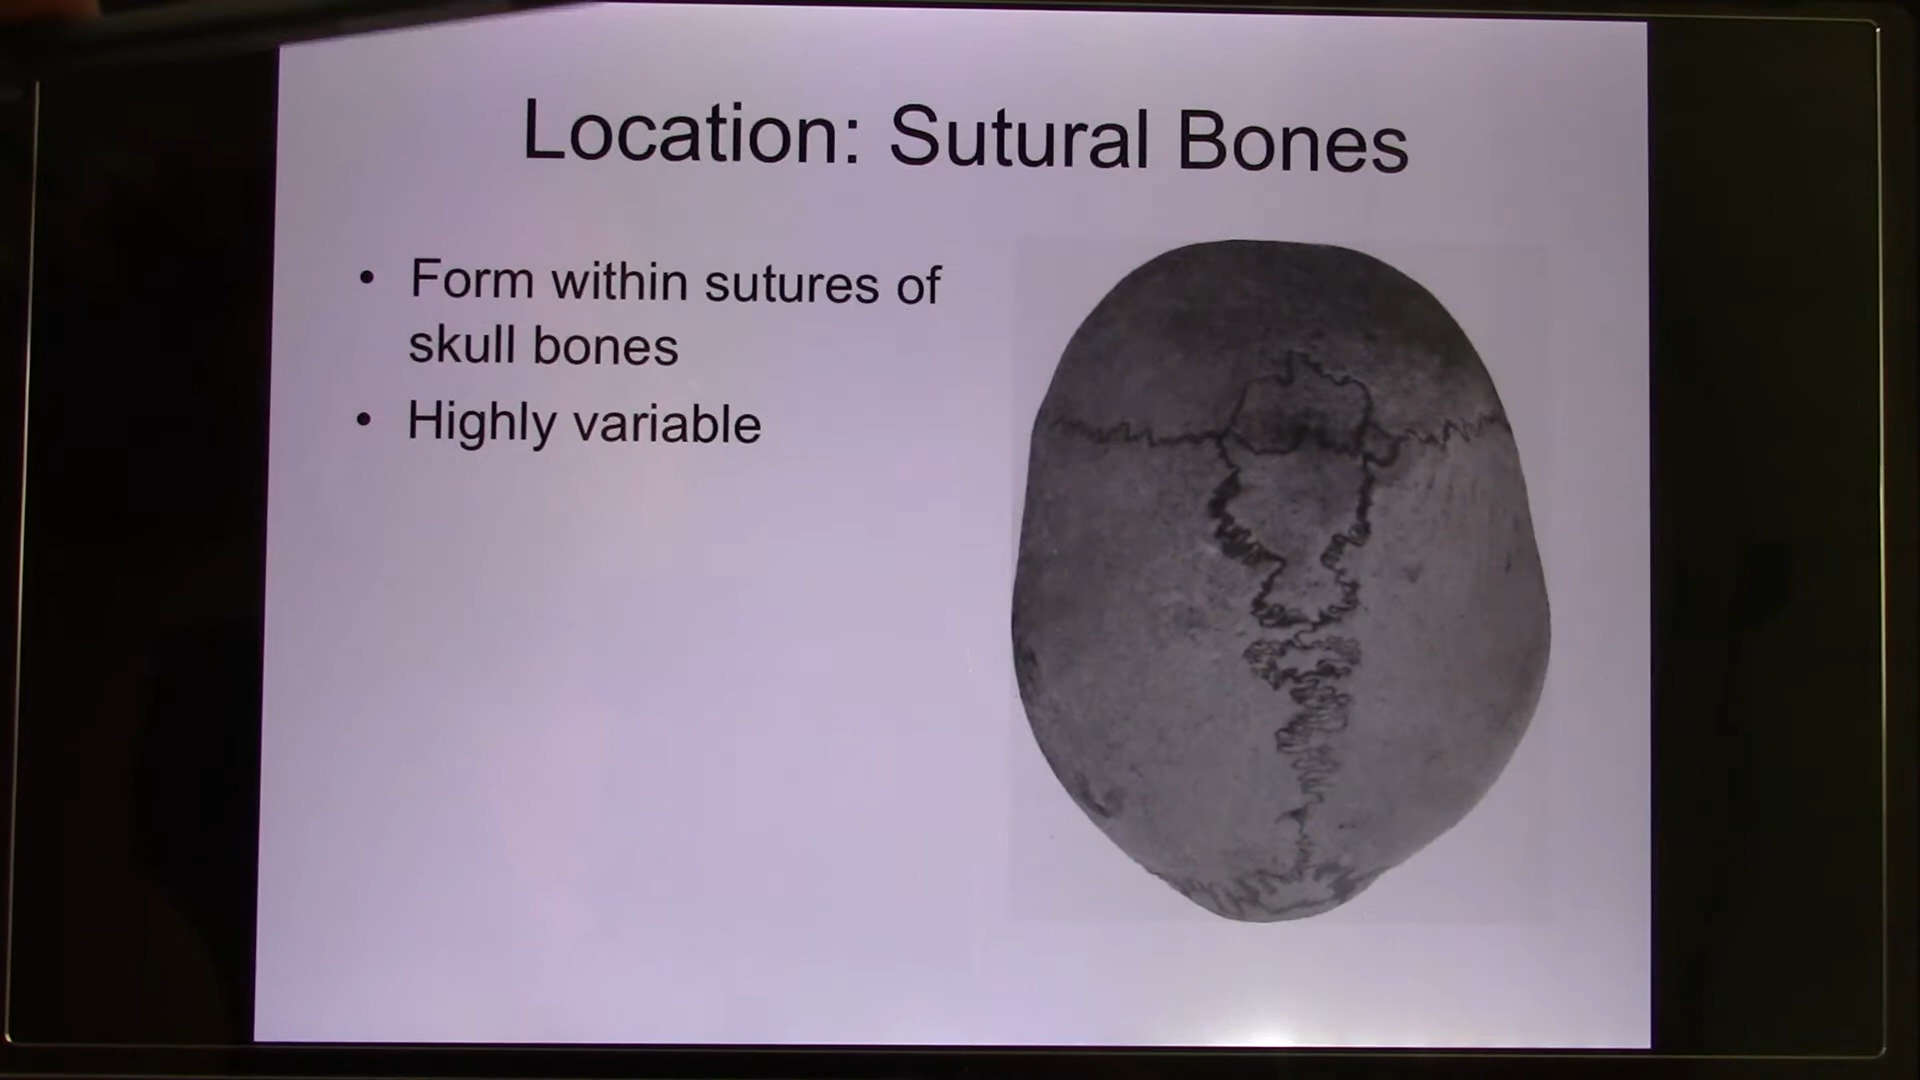 Location: Sutural Bones
• Form within sutures of
skull bones
• Highly variable